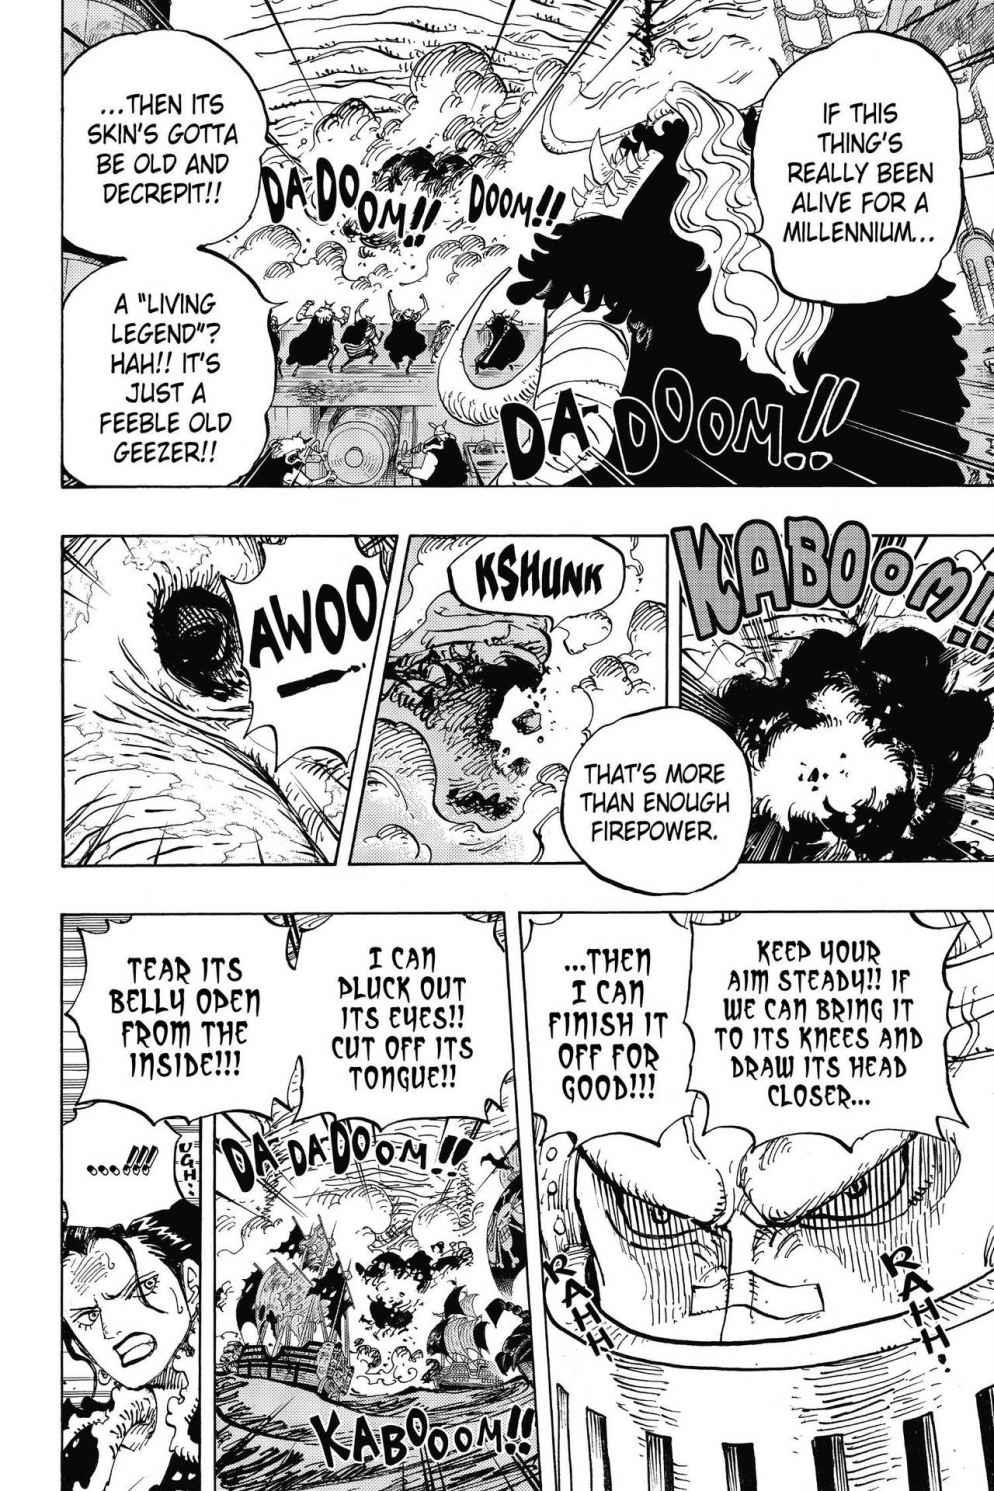 IF THIS
THING'S
REALLY BEEN
ALIVE FOR A
MILLENNIUM...
...THEN ITS
SKIN'S GOTTA
BE OLD AND
DECREPIT!!
A "LIVING
LEGEND"?
HAH!! IT'S
JUST A
FEEBLE OLD
GEEZER!!
DA-DOOM!!
DOOM!!
DA-DOOM!!
KABOOM!!
KSHUNK
THAT'S MORE
THAN ENOUGH
FIREPOWER.
AWOO—
KEEP YOUR
AIM STEADY!! IF
WE CAN BRING IT
TO ITS KNEES AND
DRAW ITS HEAD
CLOSER...
...THEN
I CAN
FINISH IT
OFF FOR
GOOD!!!
RAHH!
RAHH!
I CAN
PLUCK OUT
ITS EYES!!
CUT OFF ITS
TONGUE!!
DA-DA-DOOM!!
KABOOOM!!
TEAR ITS
BELLY OPEN
FROM THE
INSIDE!!!
UGH!
...!!!